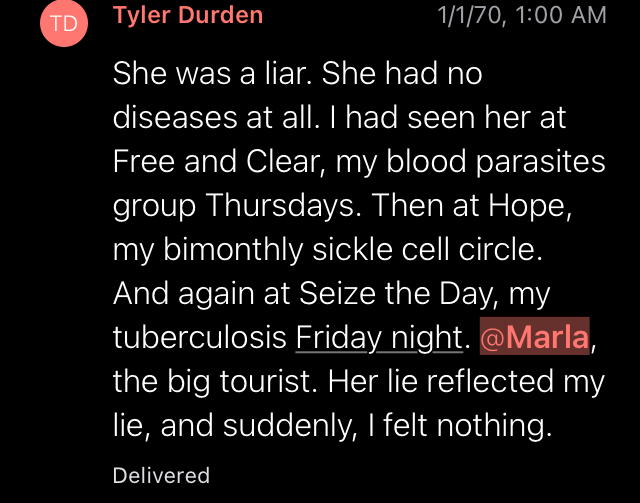 TD
Tyler Durden 1/1/70, 1:00 AM
She was a liar. She had no
diseases at all. I had seen her at
Free and Clear, my blood parasites
group Thursdays. Then at Hope,
my bimonthly sickle cell circle.
And again at Seize the Day, my
tuberculosis Friday night. @Marla,
the big tourist. Her lie reflected my
lie, and suddenly, I felt nothing.
Delivered